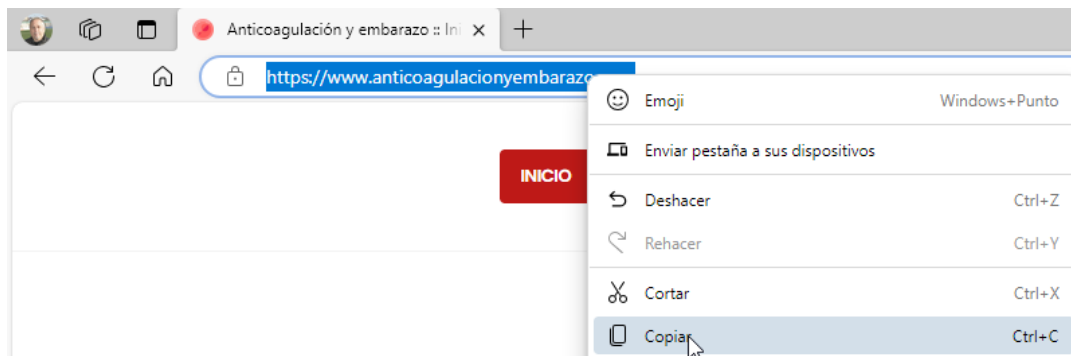 Anticoagulación y embarazo :: Ini
https://www.anticoagulacionyembarazo
Emoji Windows+Punto
Enviar pestaña a sus dispositivos
INICIO
Deshacer Ctrl+Z
Rehacer Ctrl+Y
Cortar Ctrl+X
Copiar Ctrl+C